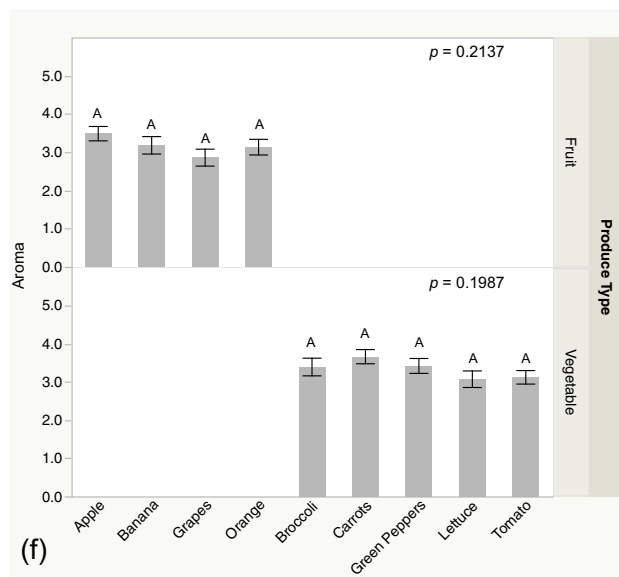 p = 0.2137
5.0
4.0
3.0
2.0
1.0
0.0
A A A A
Fruit
p = 0.1987
5.0
4.0
3.0
2.0
1.0
0.0
A A A A A
Vegetable
Aroma
Produce Type
Apple
Banana
Grapes
Orange
Broccoli
Carrots
Green Peppers
Lettuce
Tomato
(f)